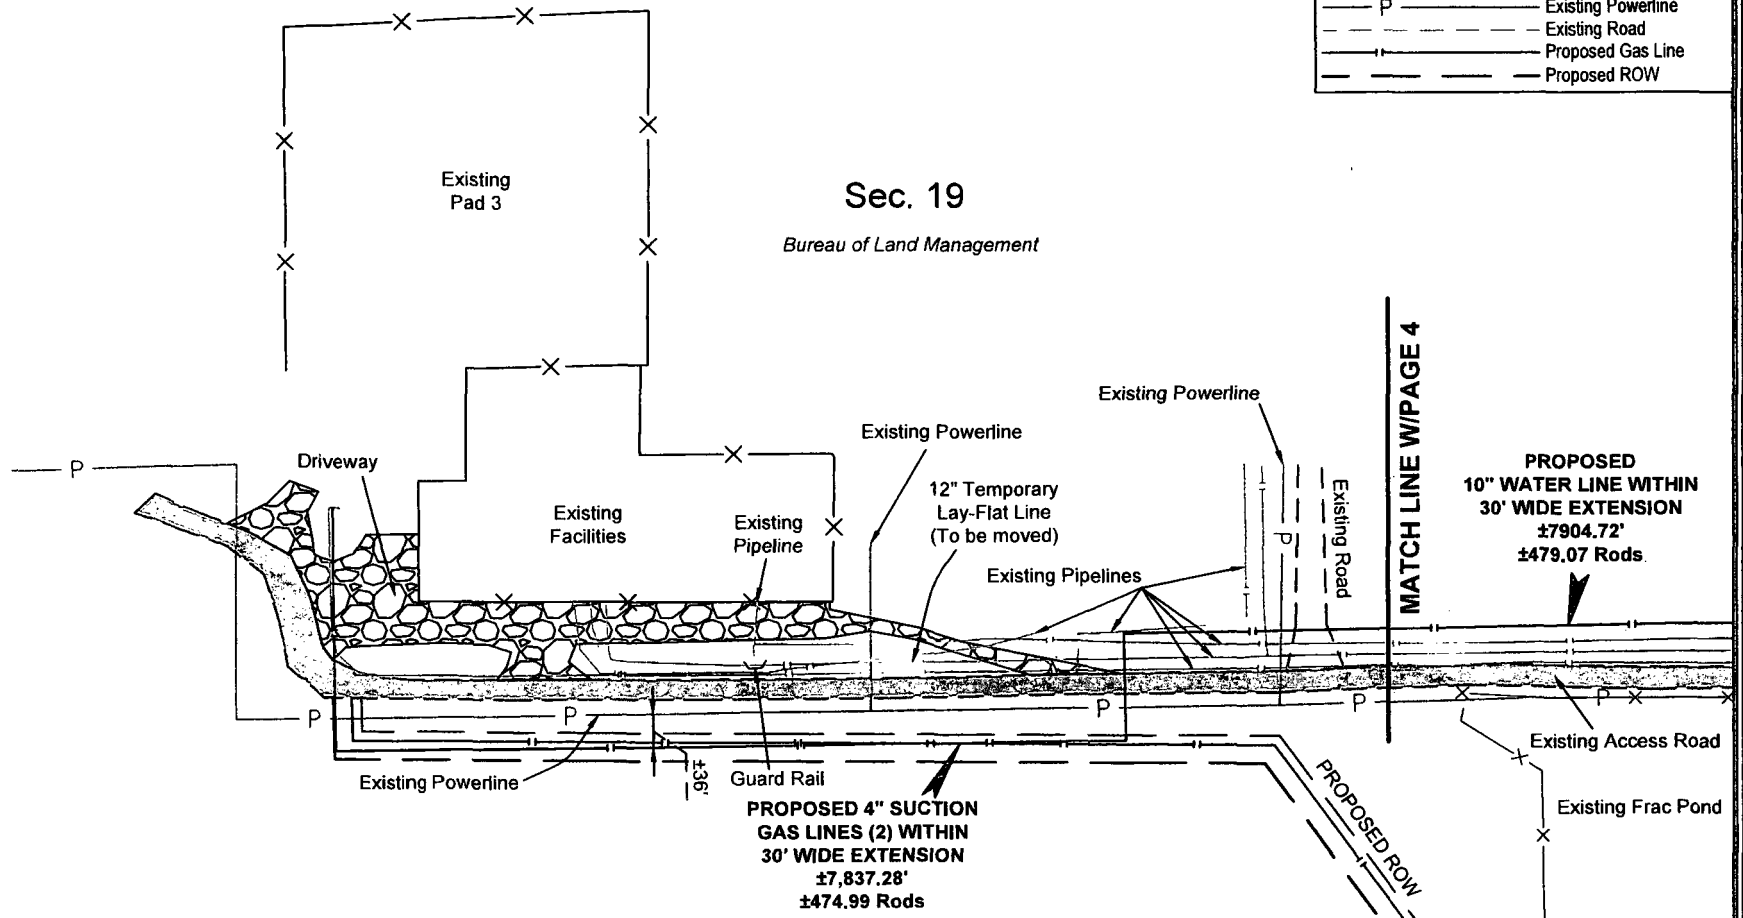 P
Existing Powerline
Existing Road
Proposed Gas Line
Proposed ROW
Existing
Pad 3
Sec. 19
Bureau of Land Management
MATCH LINE W/PAGE 4
Existing Powerline
Existing Powerline
P
Driveway
PROPOSED
10" WATER LINE WITHIN
30' WIDE EXTENSION
±7904.72'
±479.07 Rods
12" Temporary
Lay-Flat Line
(To be moved)
Existing
Facilities
Existing
Pipeline
P
Existing Road
Existing Pipelines
P
P
P
P
P
Existing Access Road
Existing Powerline
±36'
Guard Rail
PROPOSED ROW
Existing Frac Pond
PROPOSED 4" SUCTION
GAS LINES (2) WITHIN
30' WIDE EXTENSION
±7,837.28'
±474.99 Rods